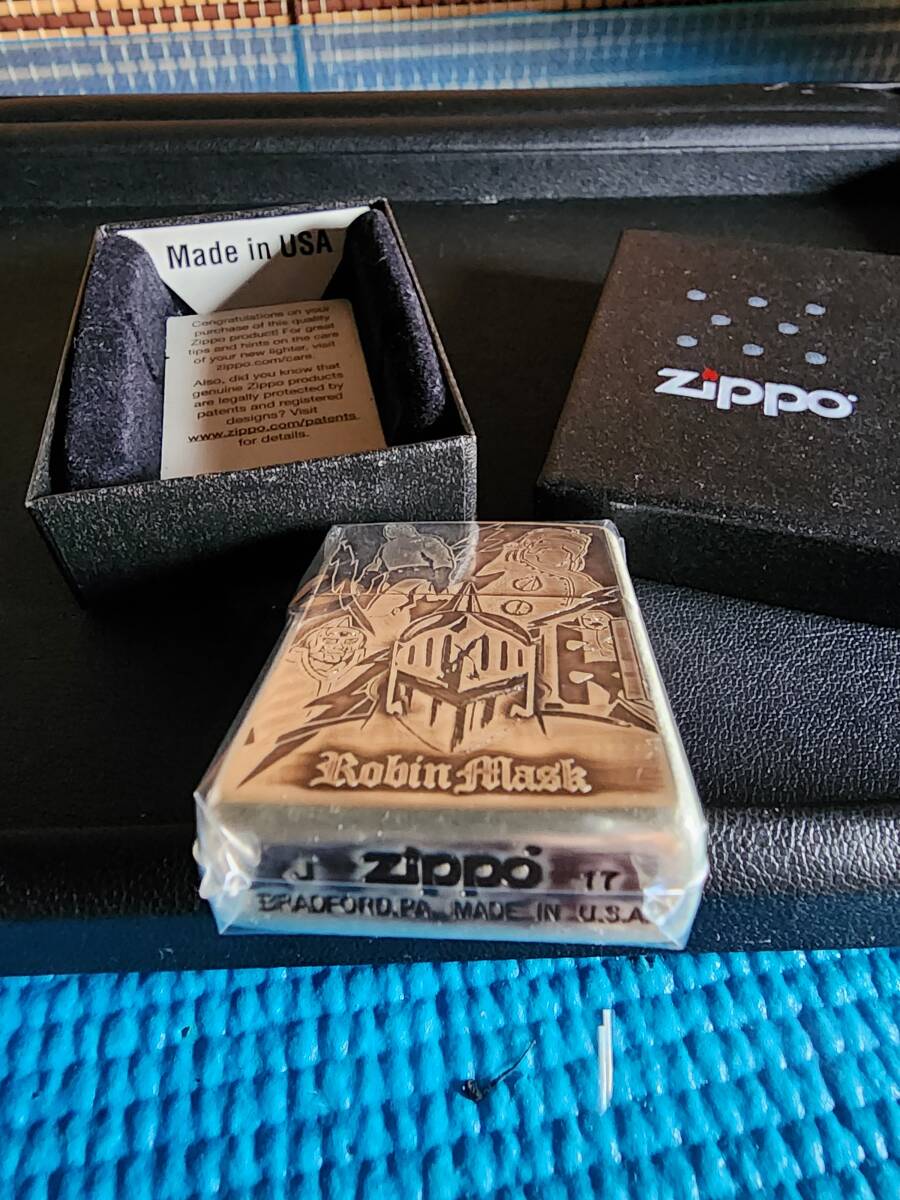 Made in USA
Congratulations on your
purchase of this quality
Zippo product! For great
tips and hints on the care
of your new lighter, visit
zippo.com/care.
Also, did you know that
genuine Zippo products
are legally protected by
patents and registered
designs? Visit
www.zippo.com/patents
for details.
zippo
Robin Mask
J zippo 17
BRADFORD.PA. MADE IN U.S.A.